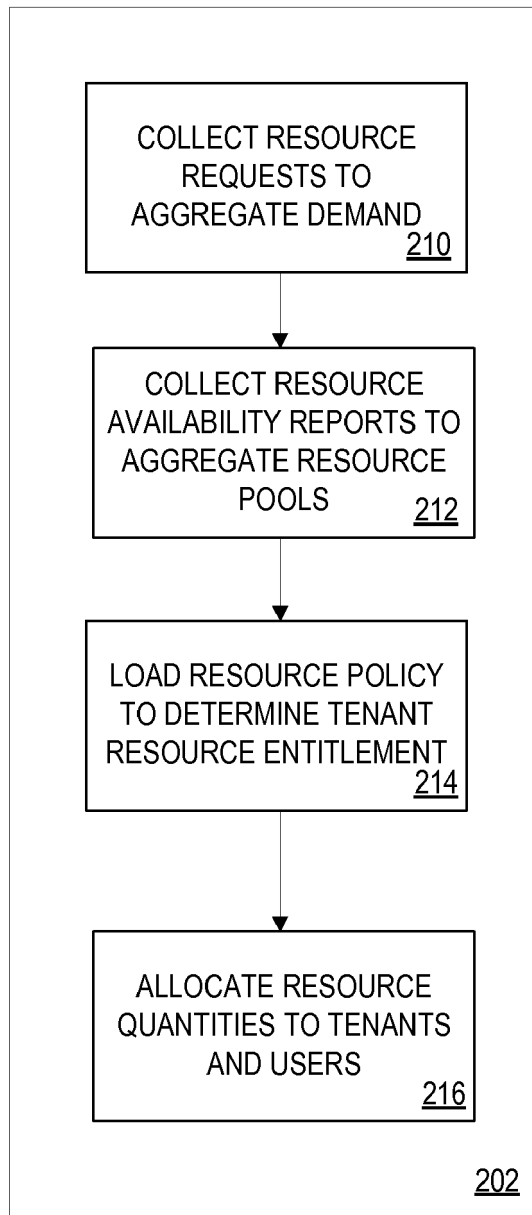 COLLECT RESOURCE
REQUESTS TO
AGGREGATE DEMAND
210
COLLECT RESOURCE
AVAILABILITY REPORTS TO
AGGREGATE RESOURCE
POOLS
212
LOAD RESOURCE POLICY
TO DETERMINE TENANT
RESOURCE ENTITLEMENT
214
ALLOCATE RESOURCE
QUANTITIES TO TENANTS
AND USERS
216
202